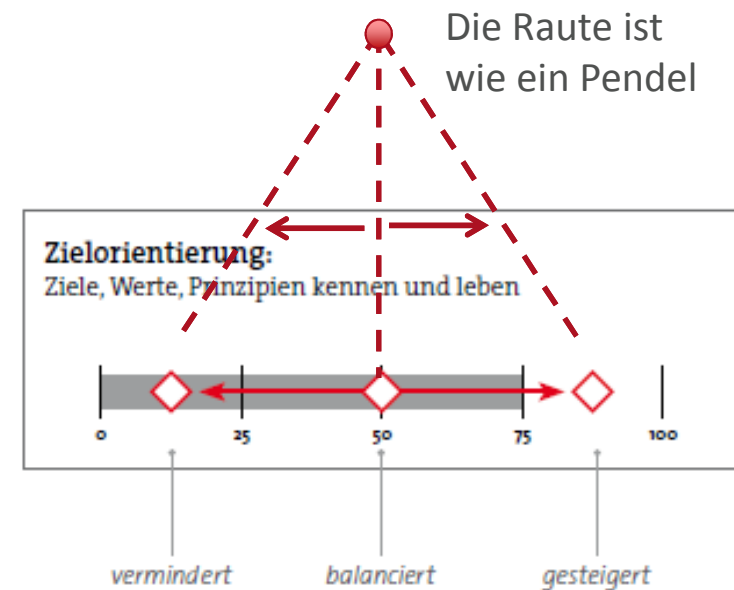 Die Raute ist
wie ein Pendel
Zielorientierung:
Ziele, Werte, Prinzipien kennen und leben
0 25 50 75 100
vermindert balanciert gesteigert